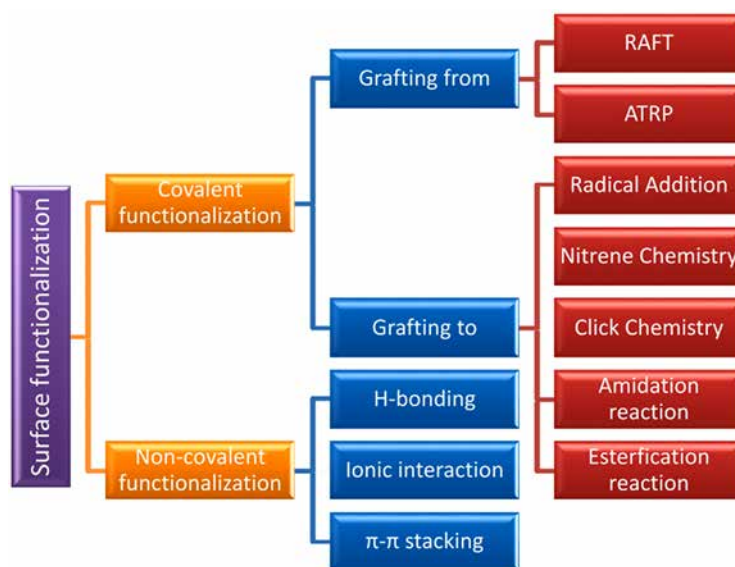 Surface functionalization
Covalent
functionalization
Non-covalent
functionalization
Grafting from
Grafting to
H-bonding
Ionic interaction
π-π stacking
RAFT
ATRP
Radical Addition
Nitrene Chemistry
Click Chemistry
Amidation
reaction
Esterfication
reaction